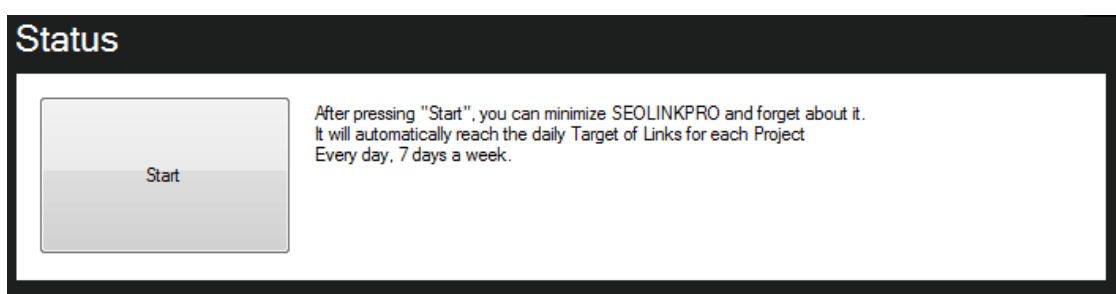 Status
Start
After pressing "Start", you can minimize SEOLINKPRO and forget about it.
It will automatically reach the daily Target of Links for each Project
Every day, 7 days a week.